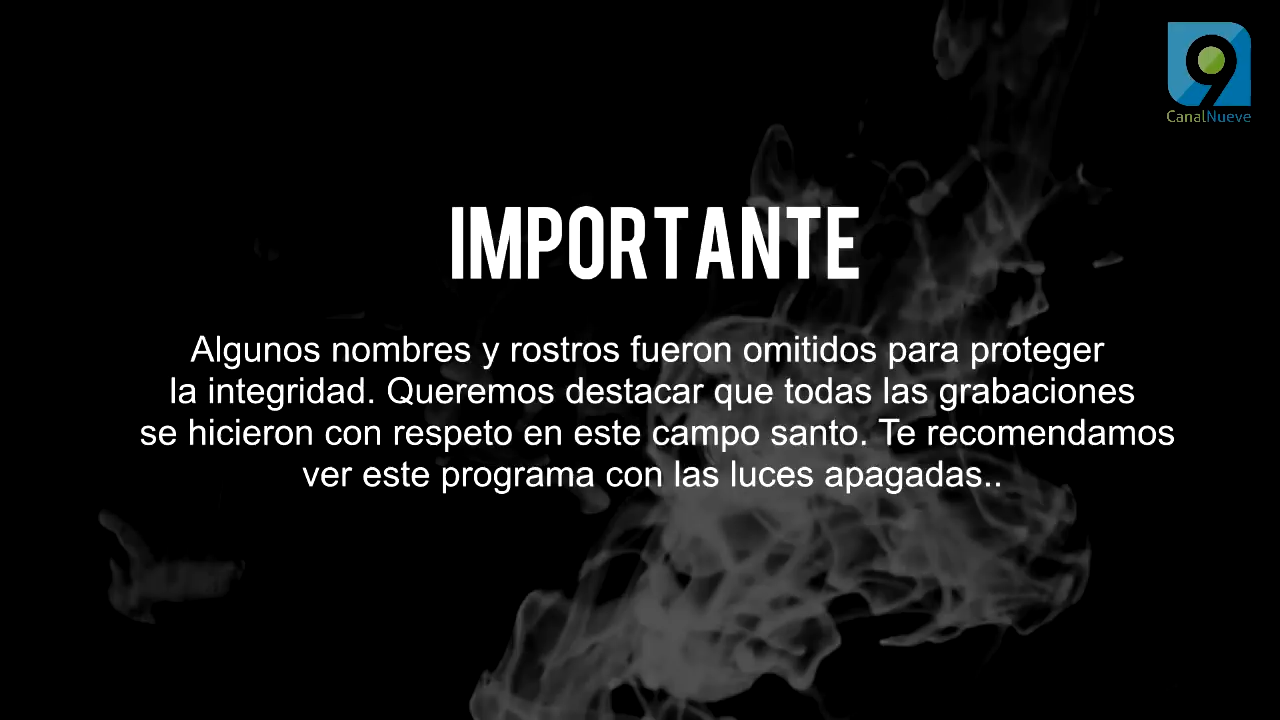 9
CanalNueve
IMPORTANTE
Algunos nombres y rostros fueron omitidos para proteger
la integridad. Queremos destacar que todas las grabaciones
se hicieron con respeto en este campo santo. Te recomendamos
ver este programa con las luces apagadas..